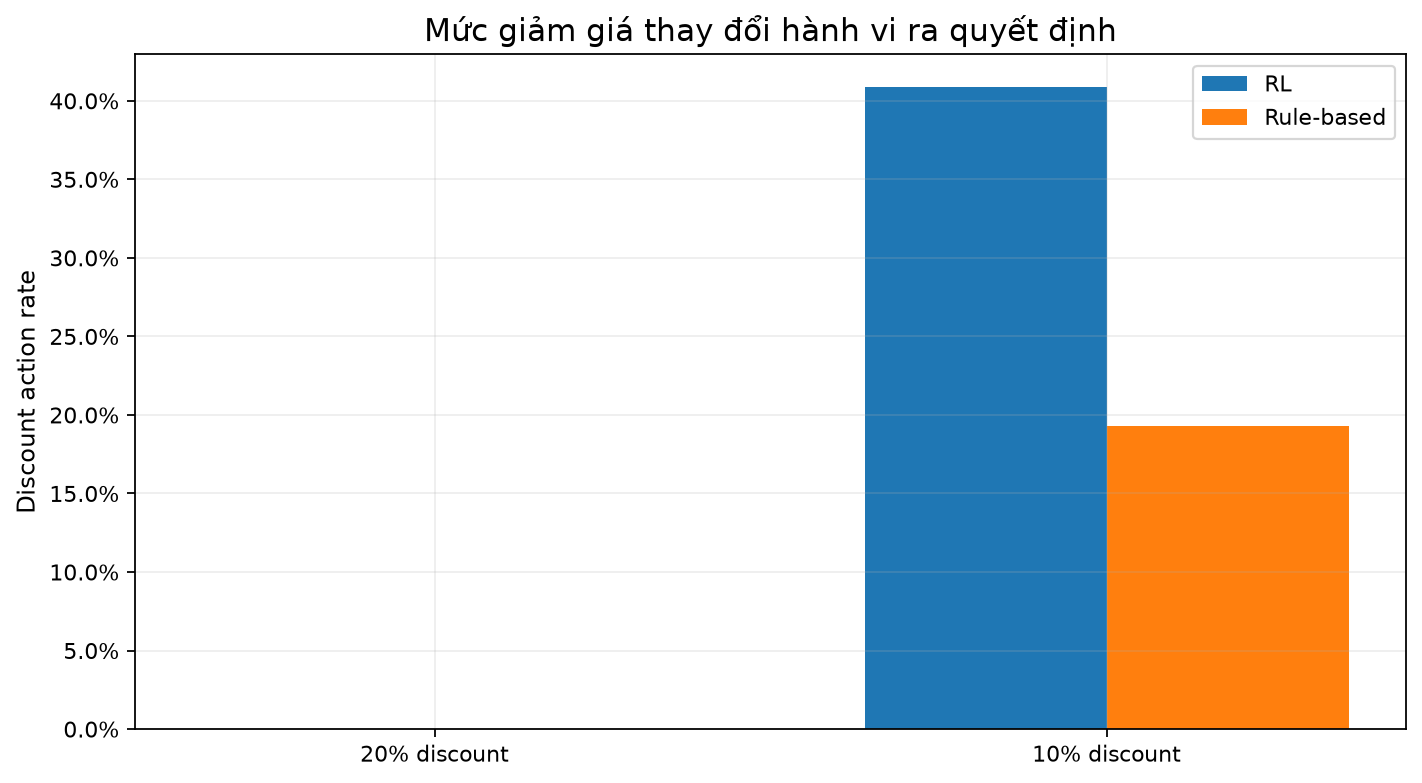 Mức giảm giá thay đổi hành vi ra quyết định
RL
Rule-based
Discount action rate
40.0%
35.0%
30.0%
25.0%
20.0%
15.0%
10.0%
5.0%
0.0%
20% discount
10% discount